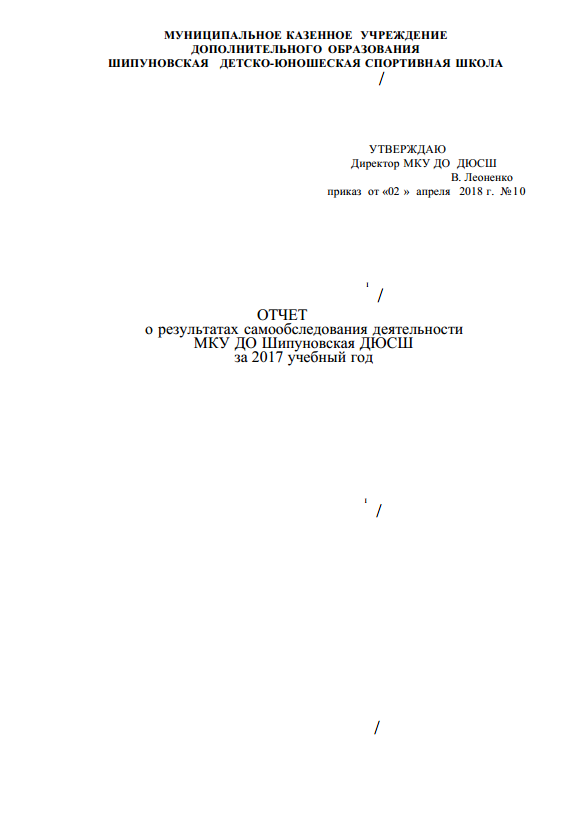 МУНИЦИПАЛЬНОЕ КАЗЕННОЕ УЧРЕЖДЕНИЕ
ДОПОЛНИТЕЛЬНОГО ОБРАЗОВАНИЯ
ШИПУНОВСКАЯ ДЕТСКО-ЮНОШЕСКАЯ СПОРТИВНАЯ ШКОЛА
/
УТВЕРЖДАЮ
Директор МКУ ДО ДЮСШ
В. Леоненко
приказ от «02 » апреля 2018 г. №10
ı /
ОТЧЕТ
о результатах самообследования деятельности
МКУ ДО Шипуновская ДЮСШ
за 2017 учебный год
ı /
/